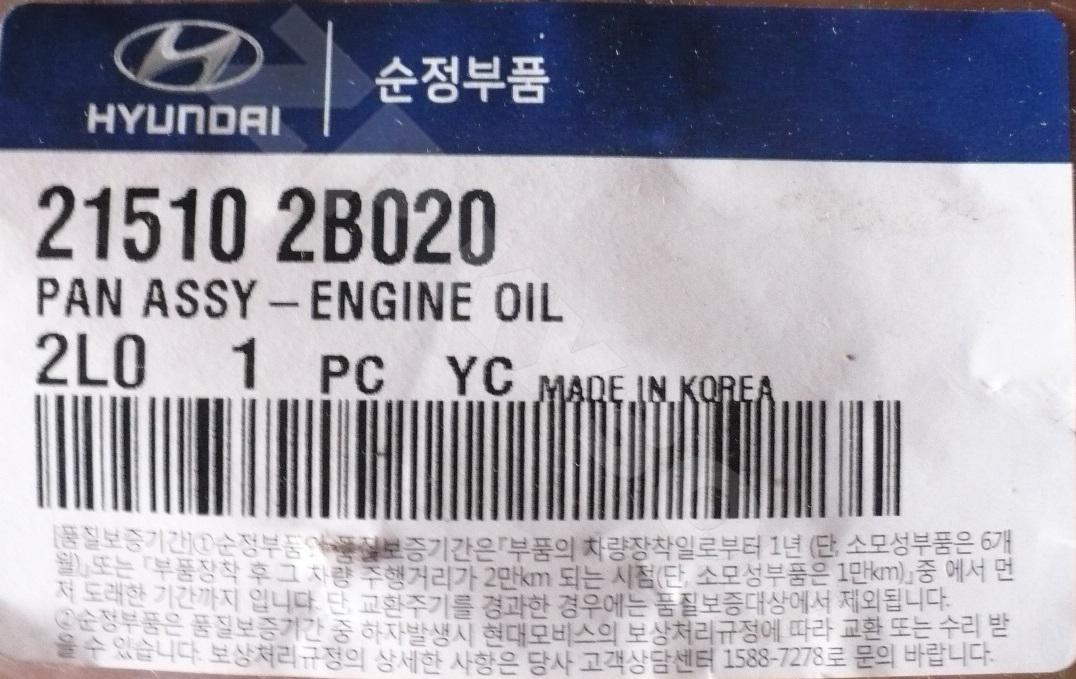 HYUNDAI
순정부품
21510 2B020
PAN ASSY – ENGINE OIL
2L0 1 PC YC MADE IN KOREA
[품질보증기간]①순정부품의 품질보증기간은『부품의 차량장착일로부터 1년 (단, 소모성부품은 6개
월)』또는 『부품장착 후 그 차량 주행거리가 2만km 되는 시점(단, 소모성부품은 1만km)』중 에서 먼
저 도래한 기간까지 입니다. 단, 교환주기를 경과한 경우에는 품질보증대상에서 제외됩니다.
②순정부품은 품질보증기간 중 하자발생시 현대모비스의 보상처리규정에 따라 교환 또는 수리 받
을 수 있습니다. 보상처리규정의 상세한 사항은 당사 고객상담센터 1588-7278로 문의 바랍니다.